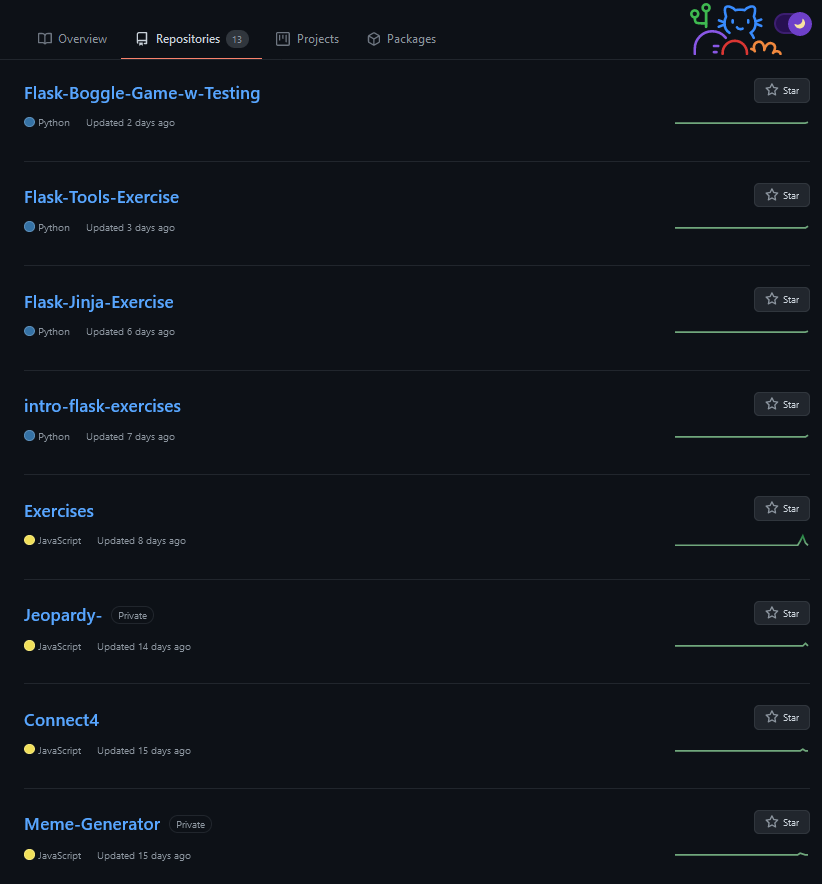 Overview Repositories 13 Projects Packages
Flask-Boggle-Game-w-Testing Star
Python Updated 2 days ago
Flask-Tools-Exercise Star
Python Updated 3 days ago
Flask-Jinja-Exercise Star
Python Updated 6 days ago
intro-flask-exercises Star
Python Updated 7 days ago
Exercises Star
JavaScript Updated 8 days ago
Jeopardy- Private Star
JavaScript Updated 14 days ago
Connect4 Star
JavaScript Updated 15 days ago
Meme-Generator Private Star
JavaScript Updated 15 days ago